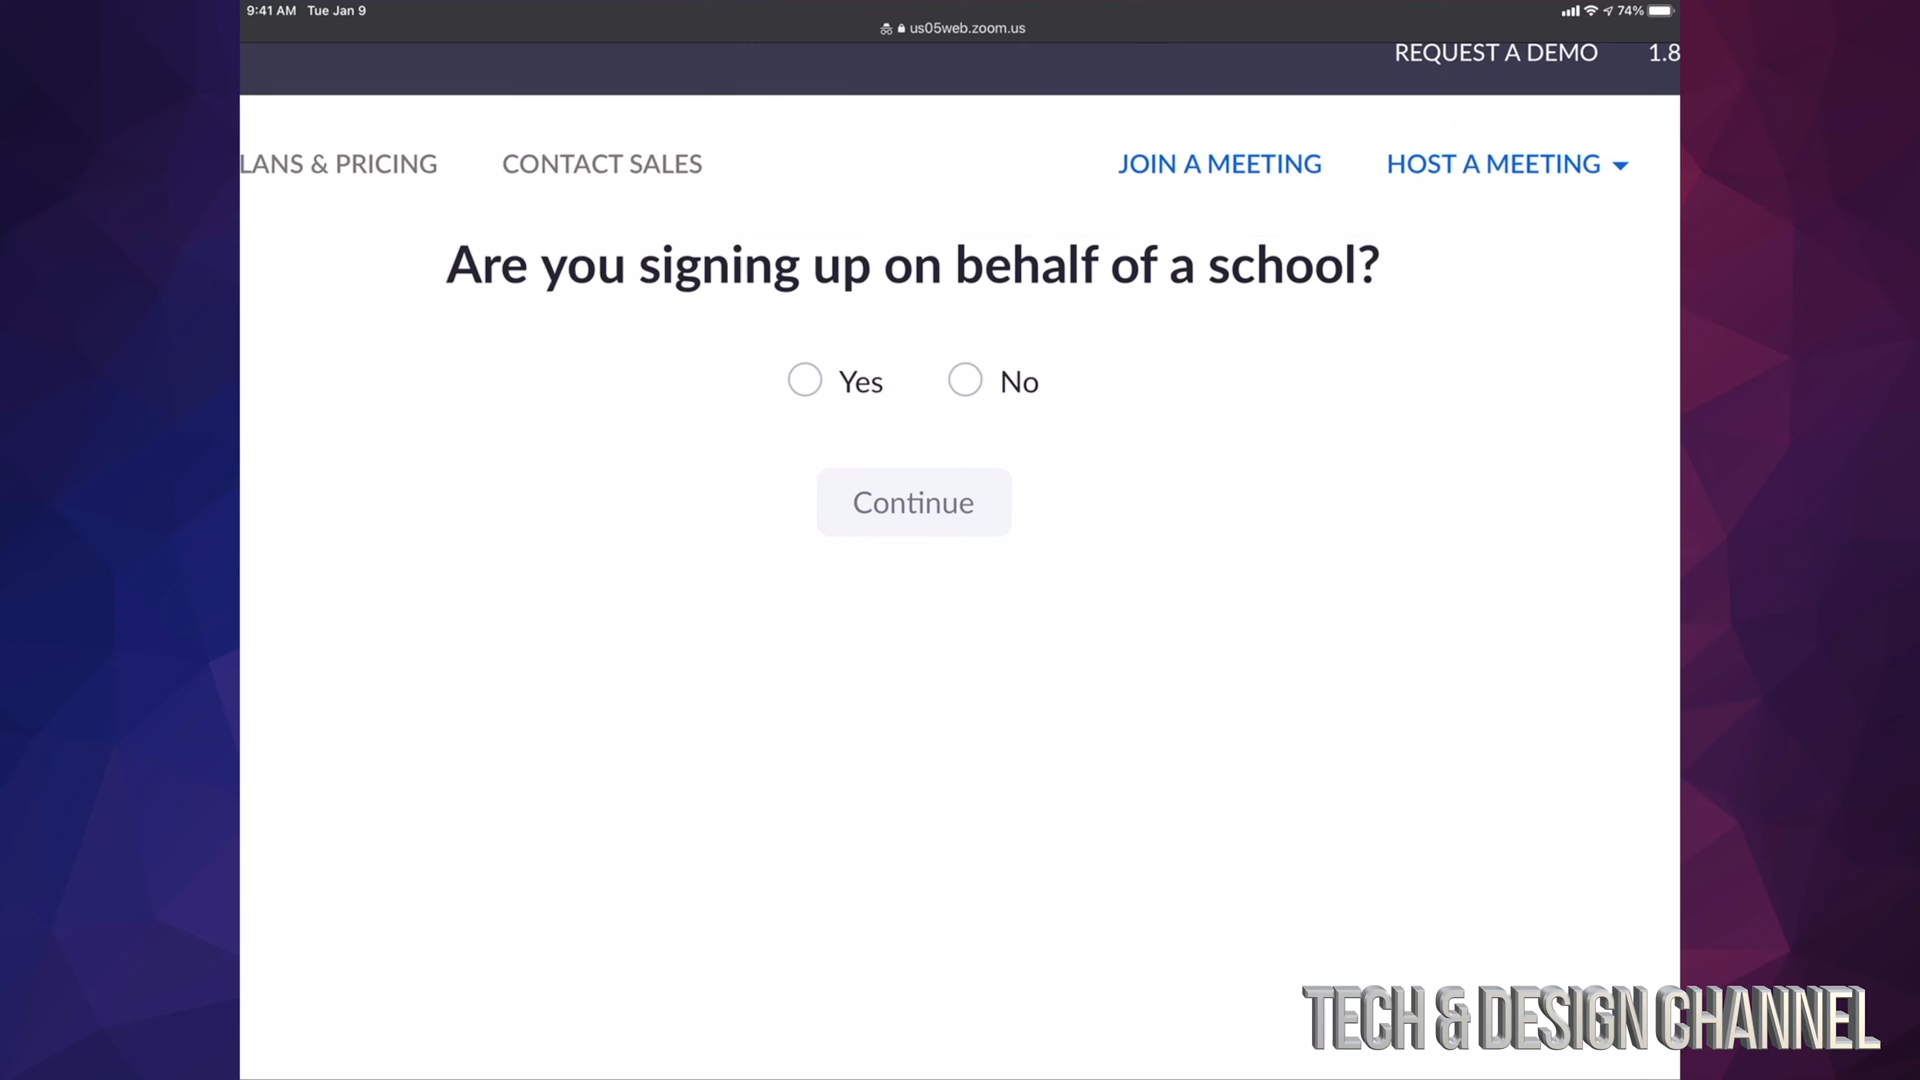 9:41 AM Tue Jan 9
74%
us05web.zoom.us
REQUEST A DEMO 1.8
LANS & PRICING CONTACT SALES JOIN A MEETING HOST A MEETING
Are you signing up on behalf of a school?
Yes No
Continue
TECH & DESIGN CHANNEL